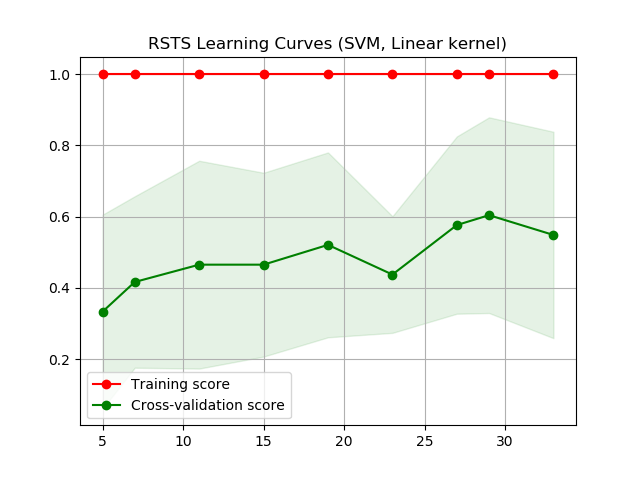 RSTS Learning Curves (SVM, Linear kernel)
1.0
0.8
0.6
0.4
0.2
Training score
Cross-validation score
5 10 15 20 25 30